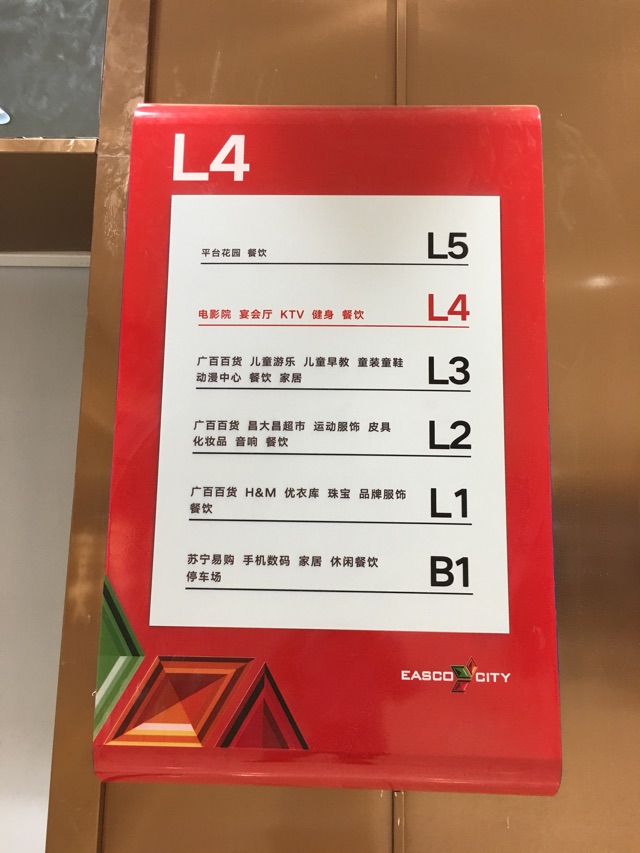 L4
平台花园 餐饮 L5
电影院 宴会厅 KTV 健身 餐饮 L4
广百百货 儿童游乐 儿童早教 童装童鞋 L3
动漫中心 餐饮 家居
广百百货 昌大昌超市 运动服饰 皮具 L2
化妆品 音响 餐饮
广百百货 H&M 优衣库 珠宝 品牌服饰 L1
餐饮
苏宁易购 手机数码 家居 休闲餐饮 B1
停车场
EASCO CITY